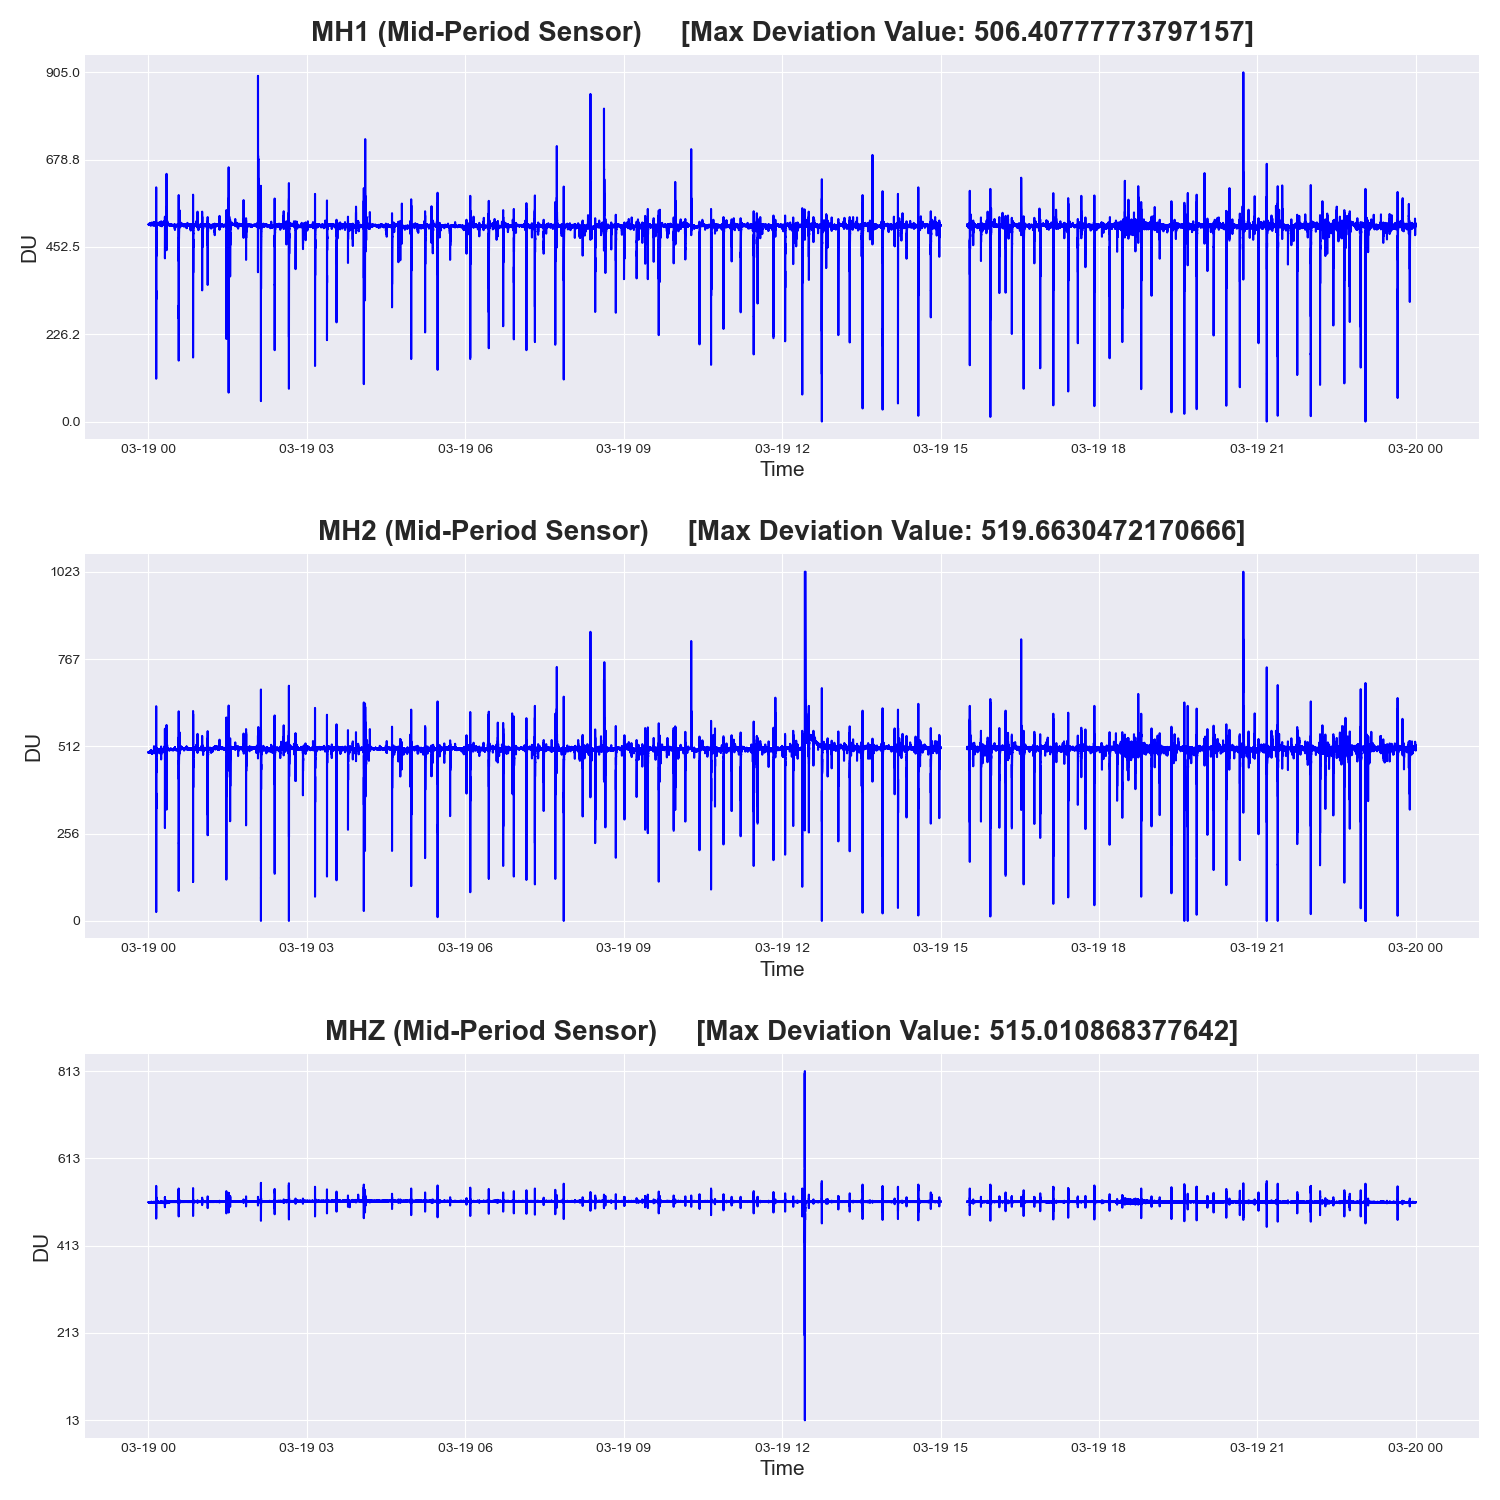 MH1 (Mid-Period Sensor) [Max Deviation Value: 506.40777773797157]
905.0
678.8
452.5
226.2
0.0
DU
03-19 00 03-19 03 03-19 06 03-19 09 03-19 12 03-19 15 03-19 18 03-19 21 03-20 00
Time
MH2 (Mid-Period Sensor) [Max Deviation Value: 519.6630472170666]
1023
767
512
256
0
DU
03-19 00 03-19 03 03-19 06 03-19 09 03-19 12 03-19 15 03-19 18 03-19 21 03-20 00
Time
MHZ (Mid-Period Sensor) [Max Deviation Value: 515.010868377642]
813
613
413
213
13
DU
03-19 00 03-19 03 03-19 06 03-19 09 03-19 12 03-19 15 03-19 18 03-19 21 03-20 00
Time